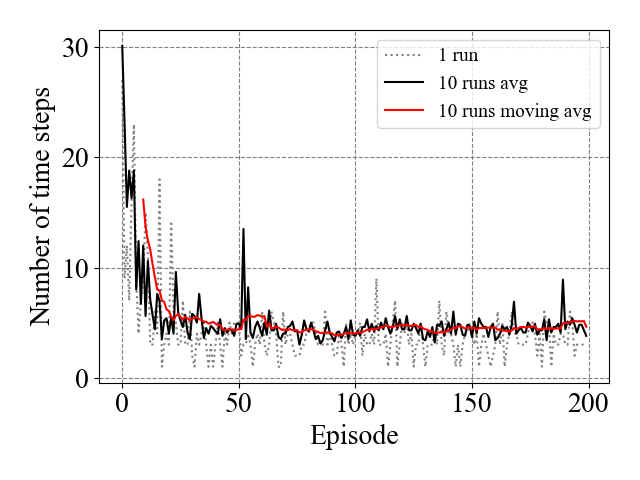 30
20
10
0
Number of time steps
1 run
10 runs avg
10 runs moving avg
0 50 100 150 200
Episode